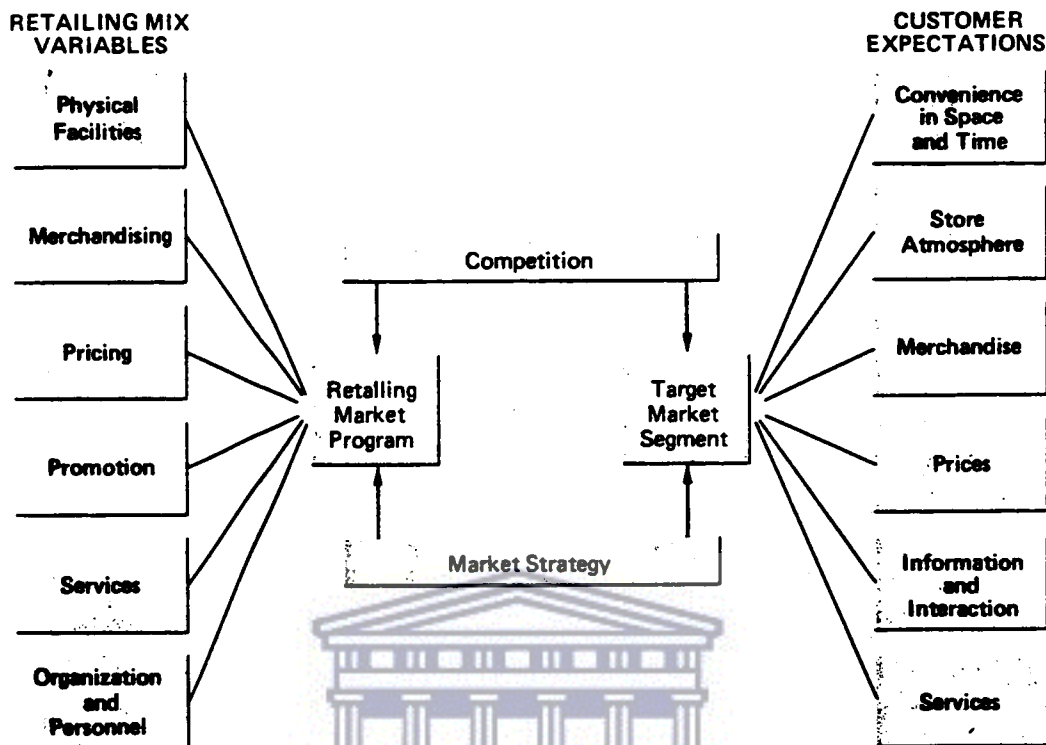 RETAILING MIX
VARIABLES
Physical
Facilities
Merchandising
Pricing
Promotion
Services
Organization
and
Personnel
Competition
Retalling
Market
Program
Target
Market
Segment
Market Strategy
CUSTOMER
EXPECTATIONS
Convenience
in Space
and Time
Store
Atmosphere
Merchandise
Prices
Information
and
Interaction
Services